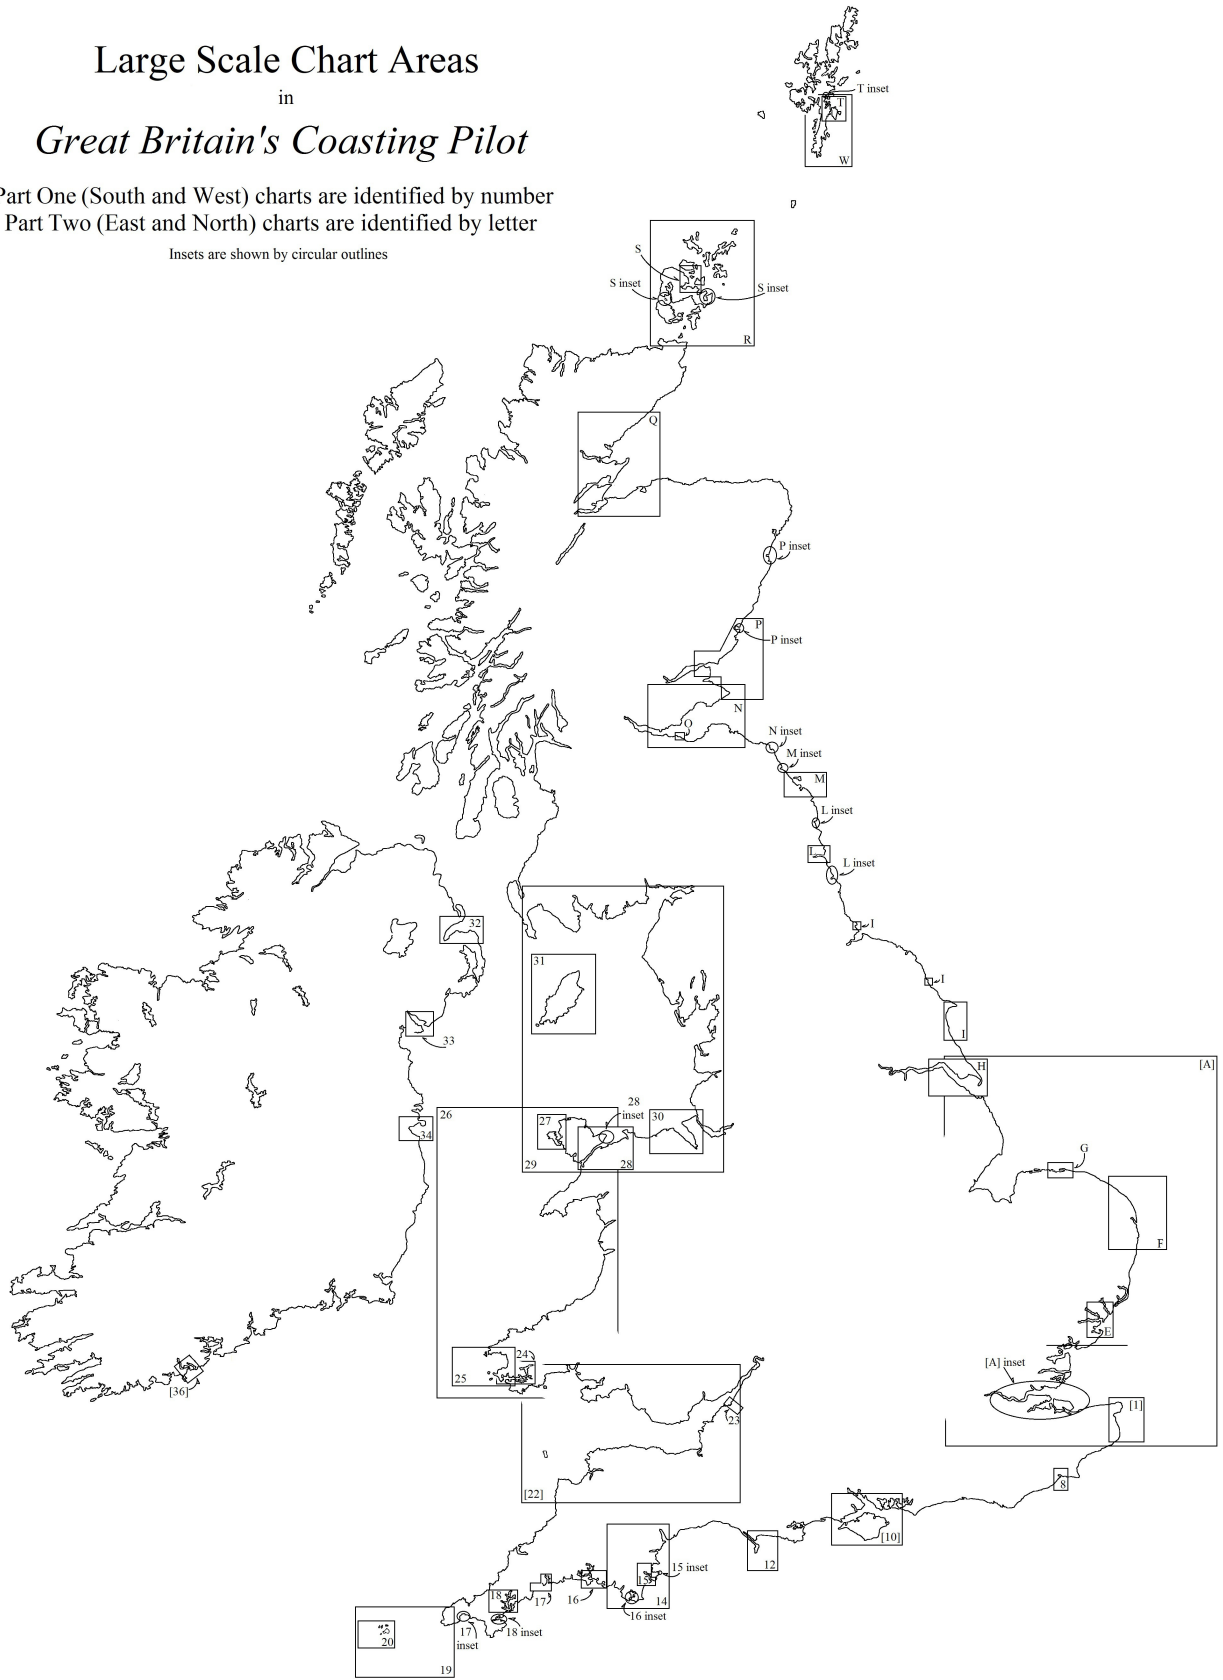 Large Scale Chart Areas
in
Great Britain's Coasting Pilot
Part One (South and West) charts are identified by number
Part Two (East and North) charts are identified by letter
Insets are shown by circular outlines
T inset
T
W
S
S inset
S inset
R
Q
P inset
P
P inset
N
O
N inset
M inset
M
L inset
L
L inset
32
I
31
I
33
I
H
[A]
28
inset
26
27
30
34
G
29
28
F
E
24
[A] inset
25
[36]
[1]
23
8
[22]
[10]
12
15 inset
15
18
17
16
14
16 inset
17
inset
18 inset
20
19